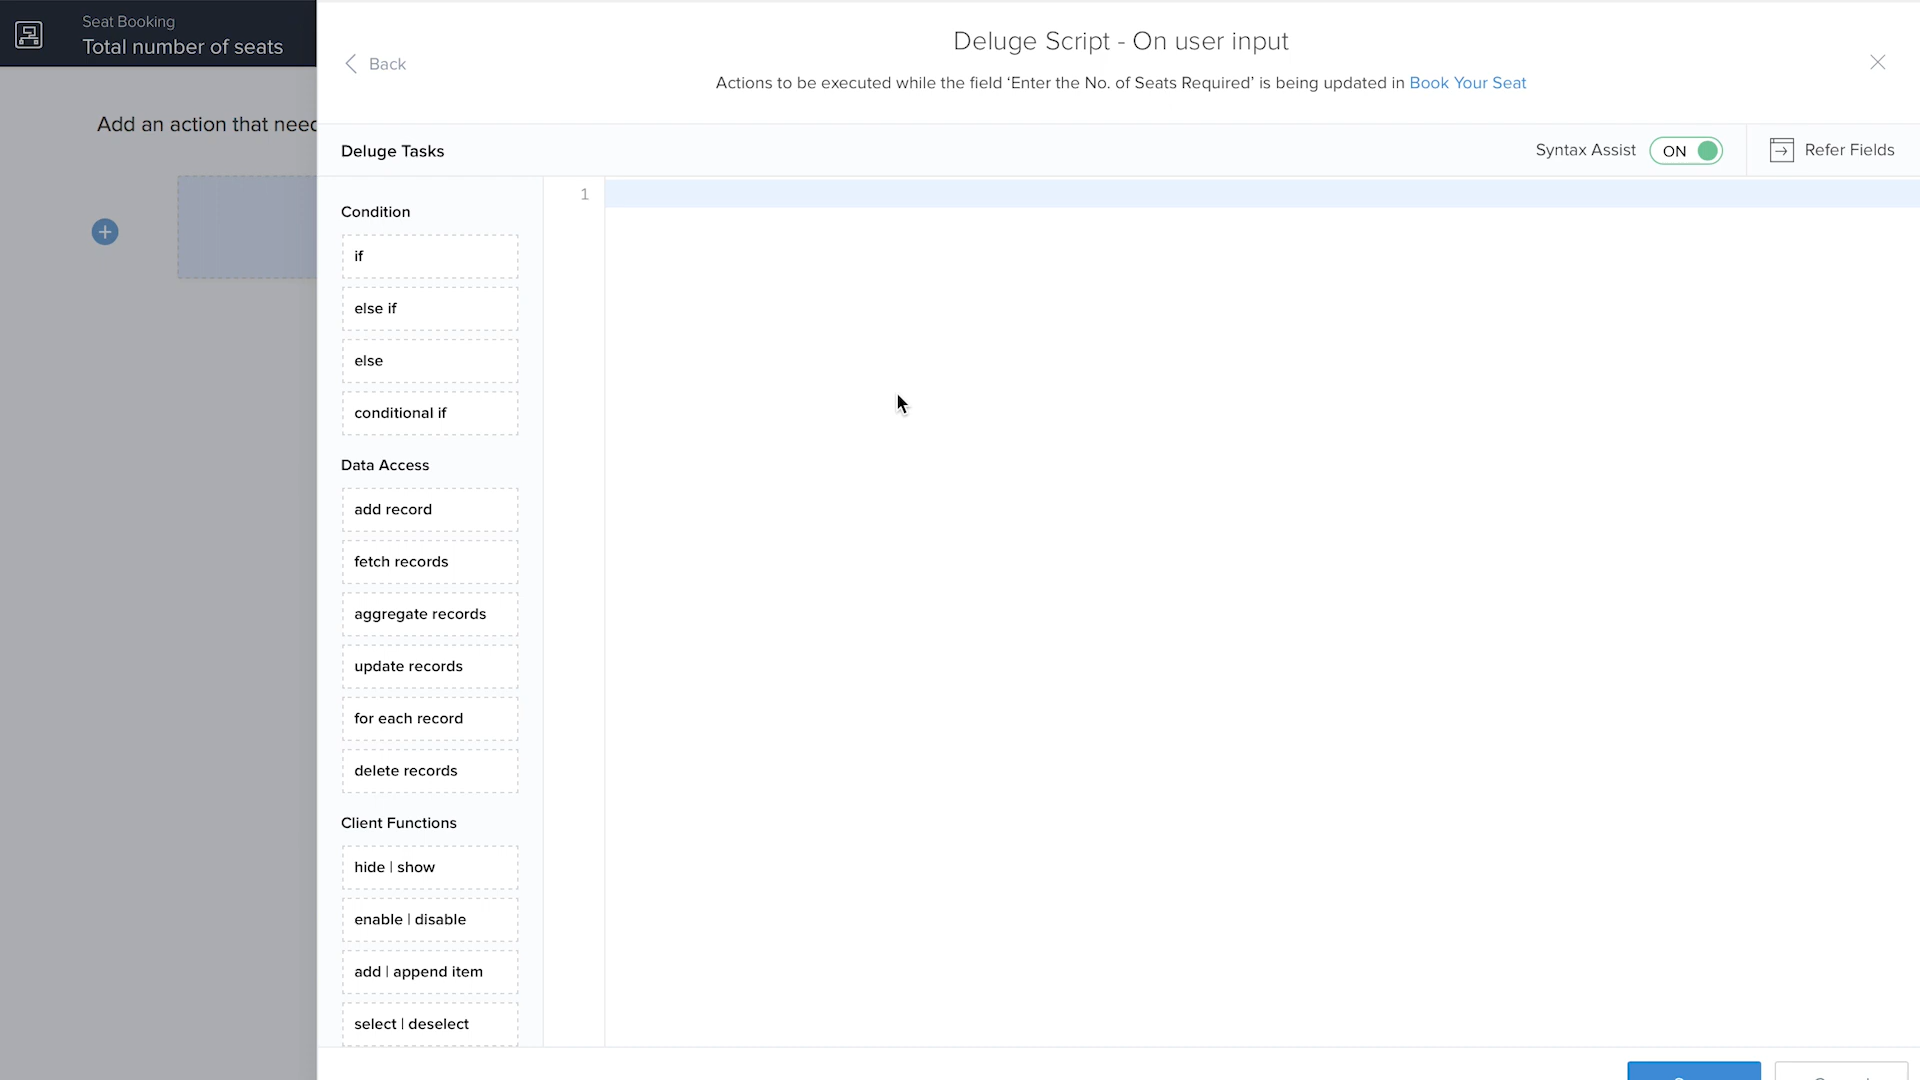 Seat Booking
Total number of seats
Add an action that need
Back
Deluge Script - On user input
Actions to be executed while the field ‘Enter the No. of Seats Required’ is being updated in Book Your Seat
Deluge Tasks
Syntax Assist ON
Refer Fields
Condition
if
else if
else
conditional if
Data Access
add record
fetch records
aggregate records
update records
for each record
delete records
Client Functions
hide | show
enable | disable
add | append item
select | deselect
1